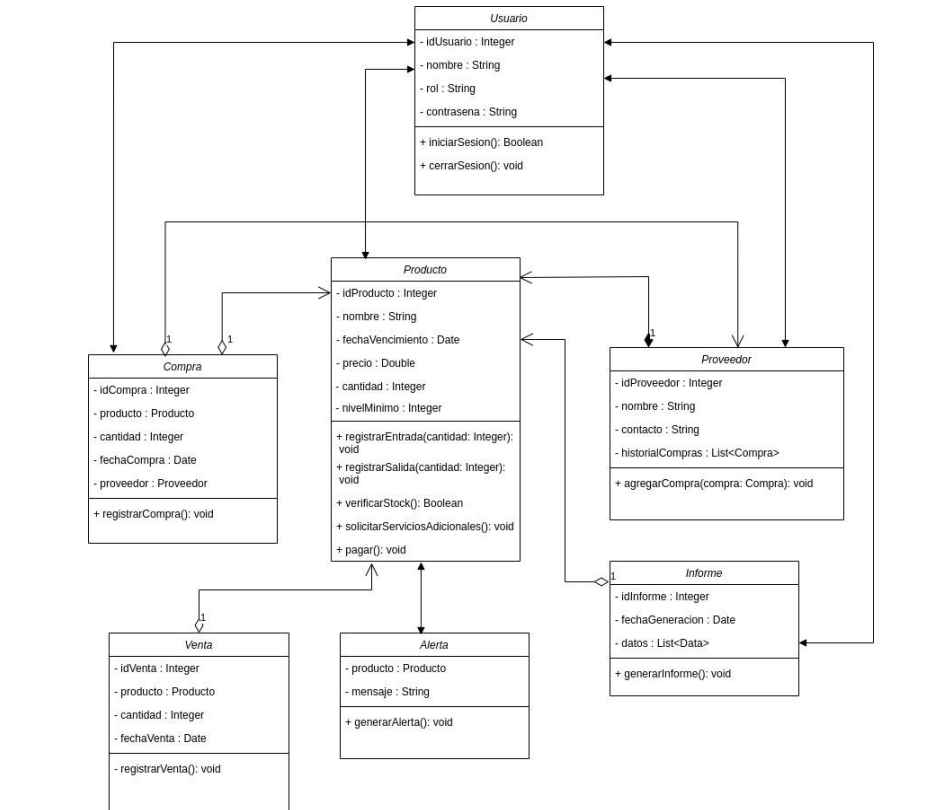 Usuario
- idUsuario : Integer
- nombre : String
- rol : String
- contrasena : String
+ iniciarSesion(): Boolean
+ cerrarSesion(): void
Producto
- idProducto : Integer
- nombre : String
- fechaVencimiento : Date
- precio : Double
- cantidad : Integer
- nivelMinimo : Integer
+ registrarEntrada(cantidad: Integer):
void
+ registrarSalida(cantidad: Integer):
void
+ verificarStock(): Boolean
+ solicitarServiciosAdicionales(): void
+ pagar(): void
1
1
Compra
- idCompra : Integer
- producto : Producto
- cantidad : Integer
- fechaCompra : Date
- proveedor : Proveedor
+ registrarCompra(): void
1
Proveedor
- idProveedor : Integer
- nombre : String
- contacto : String
- historialCompras : List<Compra>
+ agregarCompra(compra: Compra): void
1
Informe
- idInforme : Integer
- fechaGeneracion : Date
- datos : List<Data>
+ generarInforme(): void
1
Venta
- idVenta : Integer
- producto : Producto
- cantidad : Integer
- fechaVenta : Date
- registrarVenta(): void
Alerta
- producto : Producto
- mensaje : String
+ generarAlerta(): void